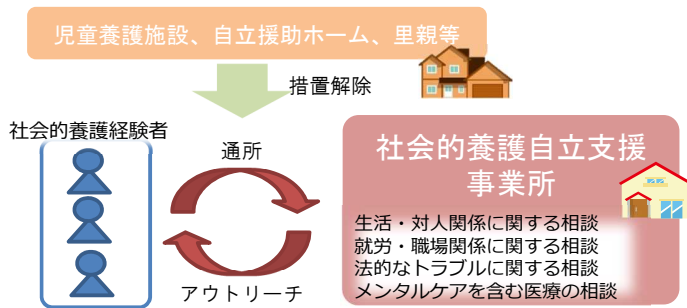 児童養護施設、自立援助ホーム、里親等
措置解除
社会的養護経験者
通所
アウトリーチ
社会的養護自立支援
事業所
生活・対人関係に関する相談
就労・職場関係に関する相談
法的なトラブルに関する相談
メンタルケアを含む医療の相談